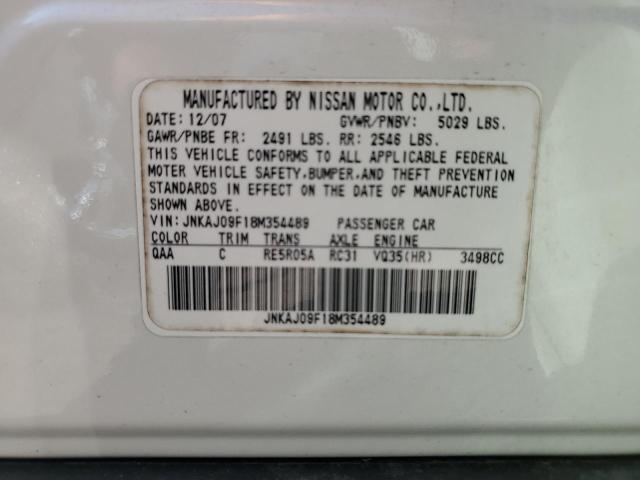 MANUFACTURED BY NISSAN MOTOR CO.,LTD.
DATE: 12/07 GVWR/PNBV: 5029 LBS.
GAWR/PNBE FR: 2491 LBS. RR: 2546 LBS.
THIS VEHICLE CONFORMS TO ALL APPLICABLE FEDERAL
MOTOR VEHICLE SAFETY,BUMPER,AND THEFT PREVENTION
STANDARDS IN EFFECT ON THE DATE OF MANUFACTURE
SHOWN ABOVE.
VIN: JNKAJ09F18M354489 PASSENGER CAR
COLOR TRIM TRANS AXLE ENGINE
QAA C RE5R05A RC31 VQ35(HR) 3498CC
JNKAJ09F18M354489